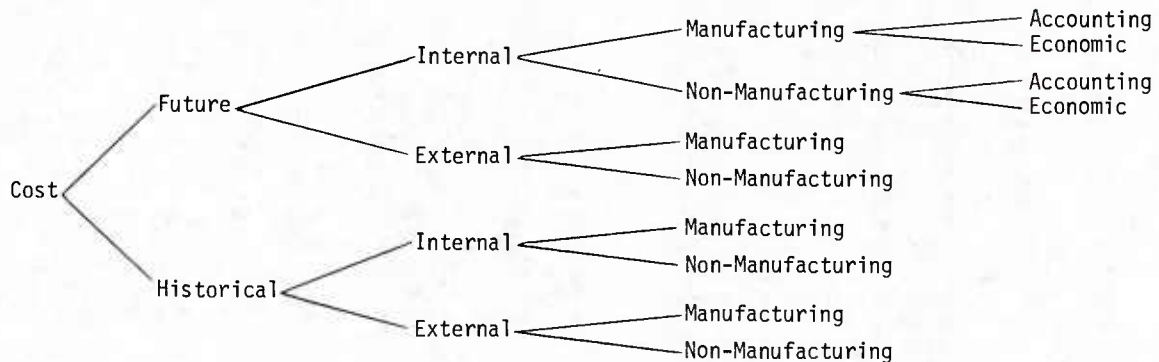 Accounting
Manufacturing
Economic
Internal
Accounting
Non-Manufacturing
Future
Economic
Manufacturing
External
Non-Manufacturing
Cost
Manufacturing
Internal
Non-Manufacturing
Historical
Manufacturing
External
Non-Manufacturing